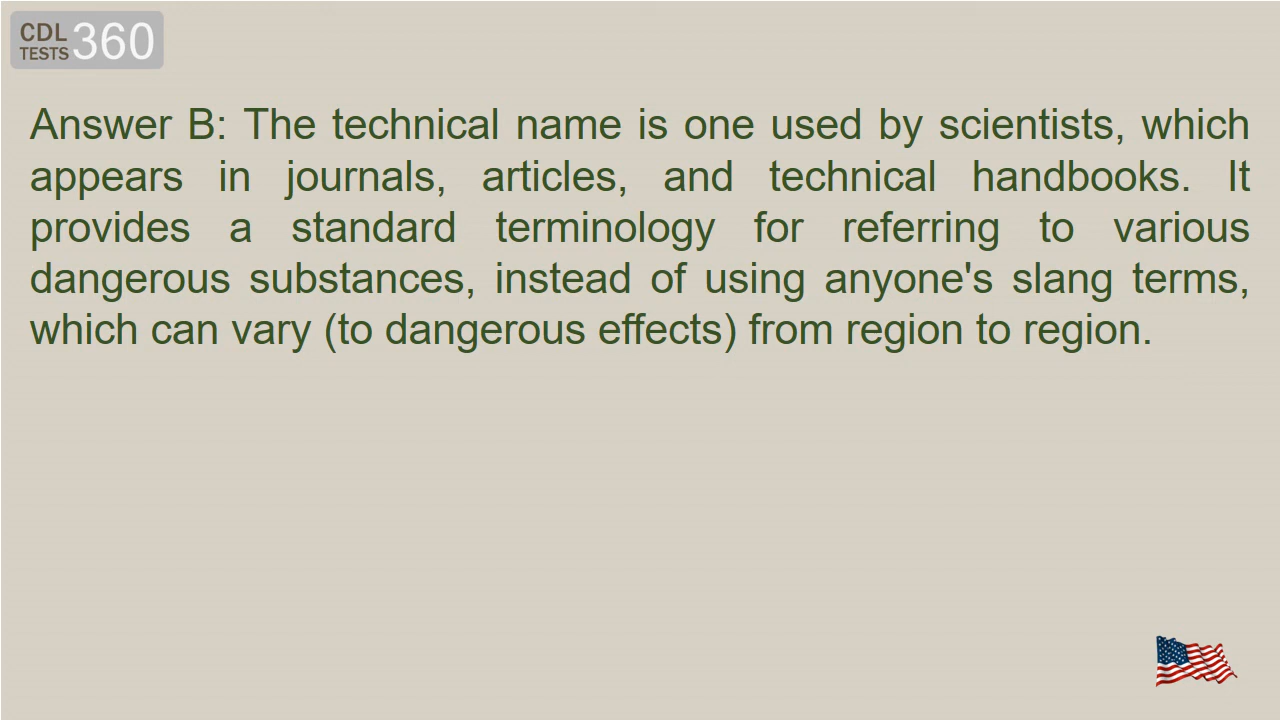 CDL
TESTS 360
Answer B: The technical name is one used by scientists, which
appears in journals, articles, and technical handbooks. It
provides a standard terminology for referring to various
dangerous substances, instead of using anyone's slang terms,
which can vary (to dangerous effects) from region to region.